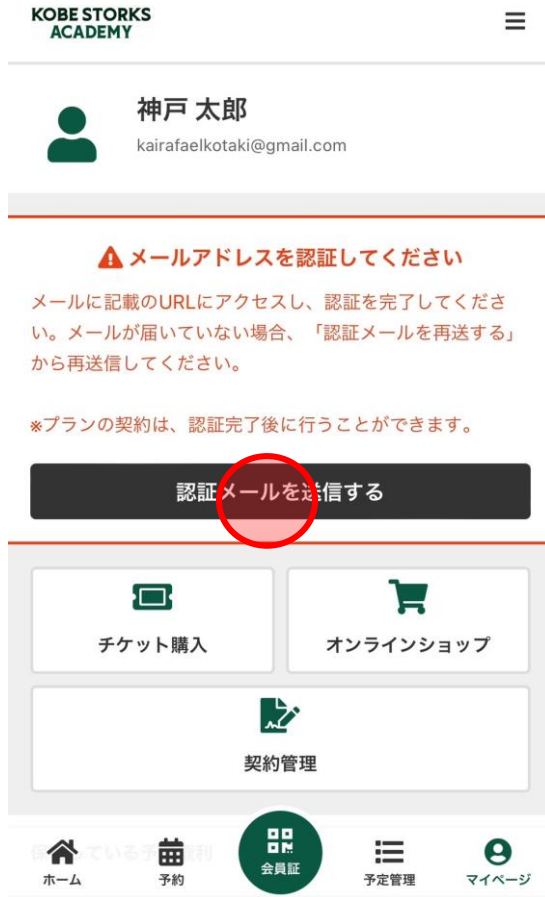 KOBE STORKS
ACADEMY
神戸 太郎
kairafaelkotaki@gmail.com
メールアドレスを認証してください
メールに記載のURLにアクセスし、認証を完了してくださ
い。メールが届いていない場合、「認証メールを再送する」
から再送信してください。
※プランの契約は、認証完了後に行うことができます。
認証メールを送信する
チケット購入
オンラインショップ
契約管理
ホーム
予約
会員証
予定管理
マイページ